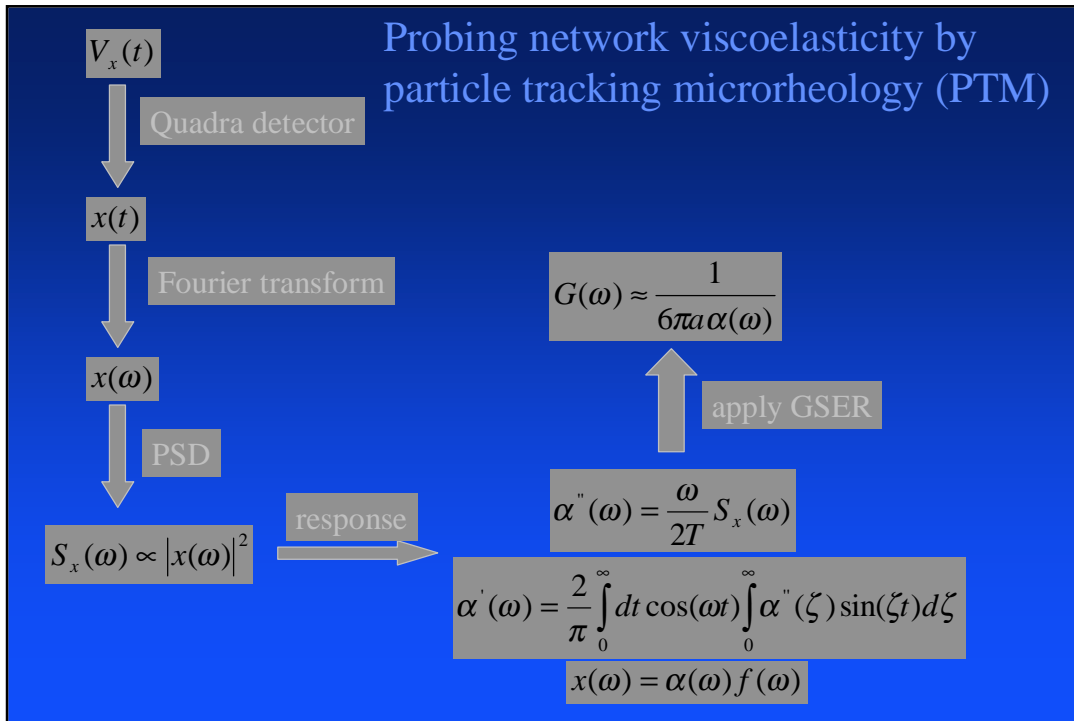 Probing network viscoelasticity by
particle tracking microrheology (PTM)
V_x(t)
Quadra detector
x(t)
Fourier transform
x(ω)
PSD
S_x(ω) ∝ |x(ω)|^2
response
G(ω) ≈ 1 / 6πaα(ω)
apply GSER
α"(ω) = ω/2T S_x(ω)
α'(ω) = 2/π ∫_0^∞ dt cos(ωt) ∫_0^∞ α"(ζ) sin(ζt)dζ
x(ω) = α(ω)f(ω)